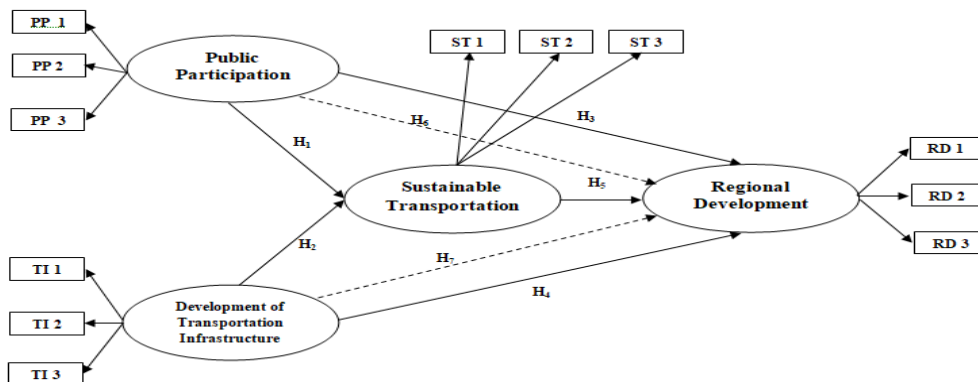 PP 1
PP 2
PP 3
Public
Participation
ST 1
ST 2
ST 3
H₆
H₃
H₁
Sustainable
Transportation
H₅
Regional
Development
RD 1
RD 2
RD 3
H₂
H₇
H₄
TI 1
TI 2
TI 3
Development of
Transportation
Infrastructure